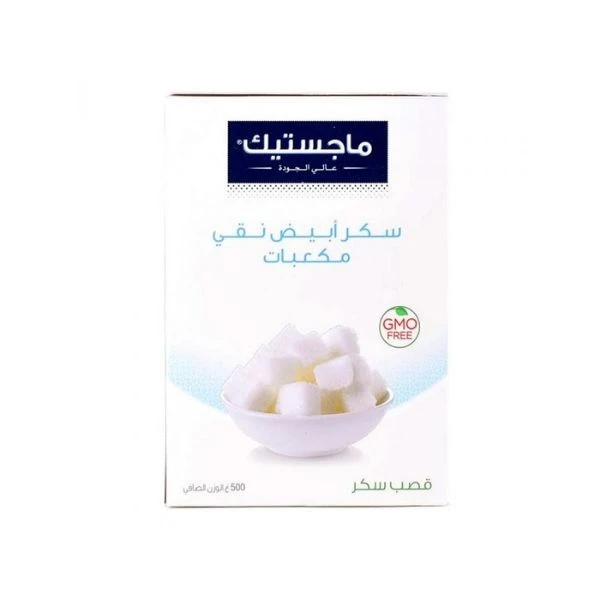 ماجستيك®
عالي الجودة
سكر أبيض نقي
مكعبات
GMO
FREE
قصب سكر
500 غ الوزن الصافي